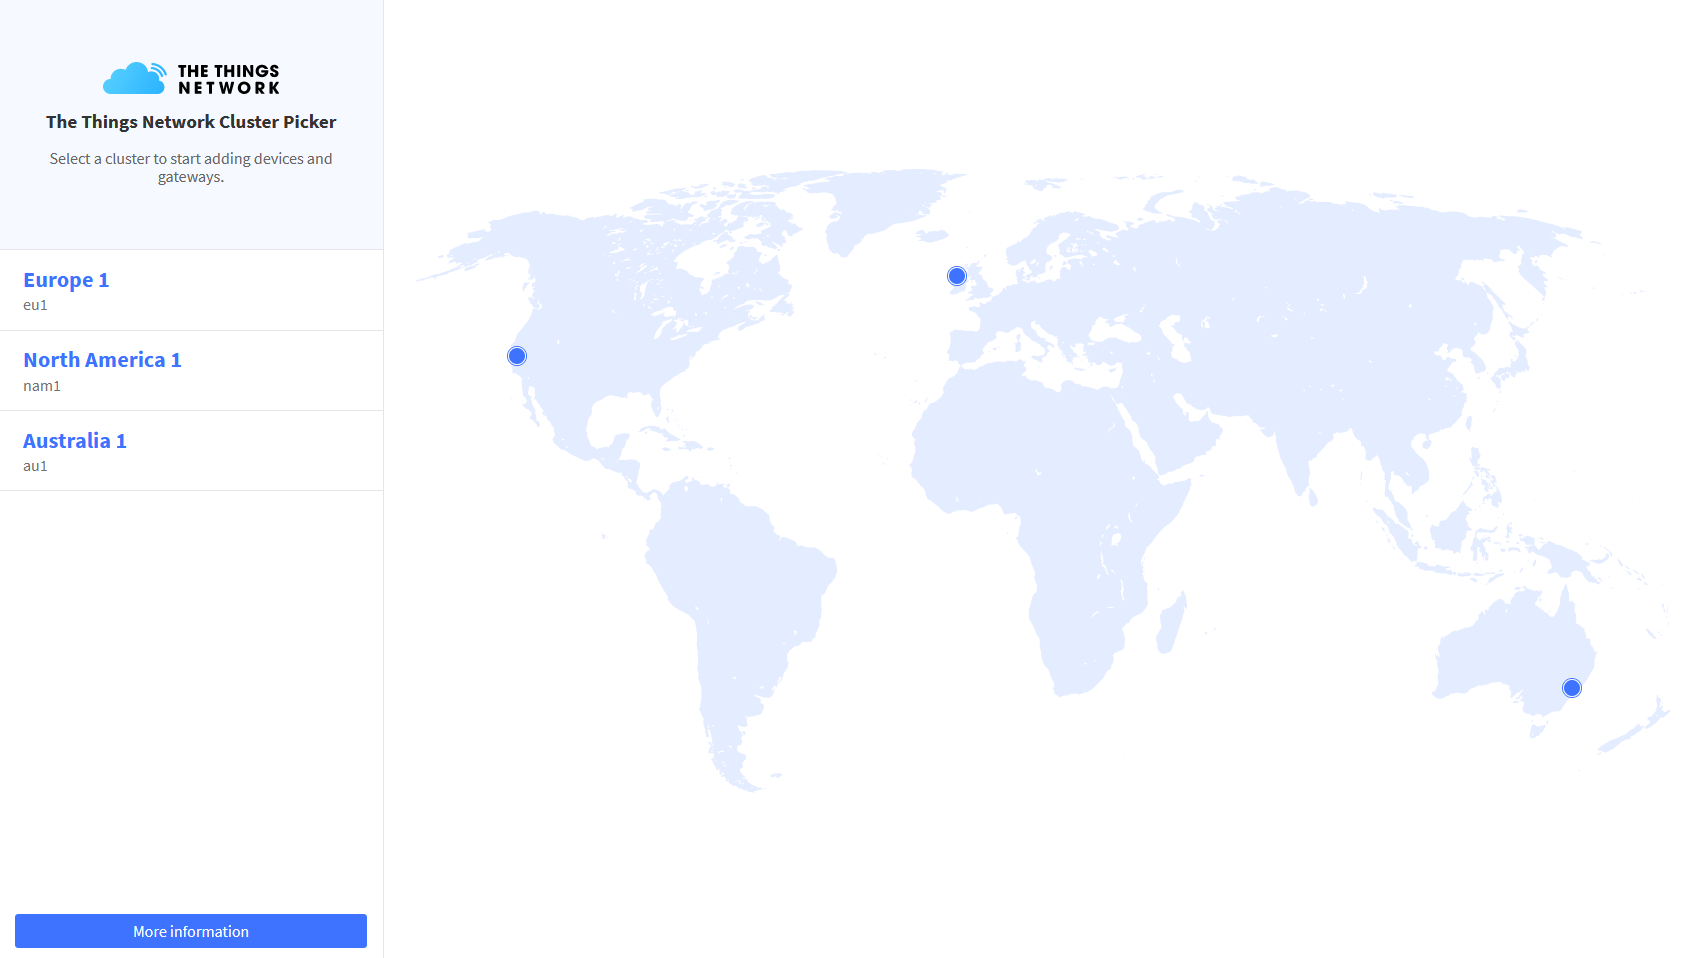 THE THINGS
NETWORK
The Things Network Cluster Picker
Select a cluster to start adding devices and
gateways.
Europe 1
eu1
North America 1
nam1
Australia 1
au1
More information